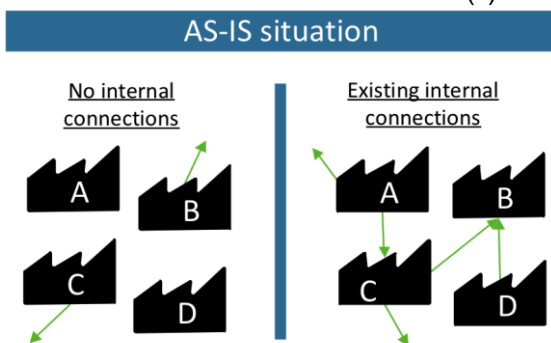 AS-IS situation
No internal
connections
A
B
C
D
Existing internal
connections
A
B
C
D